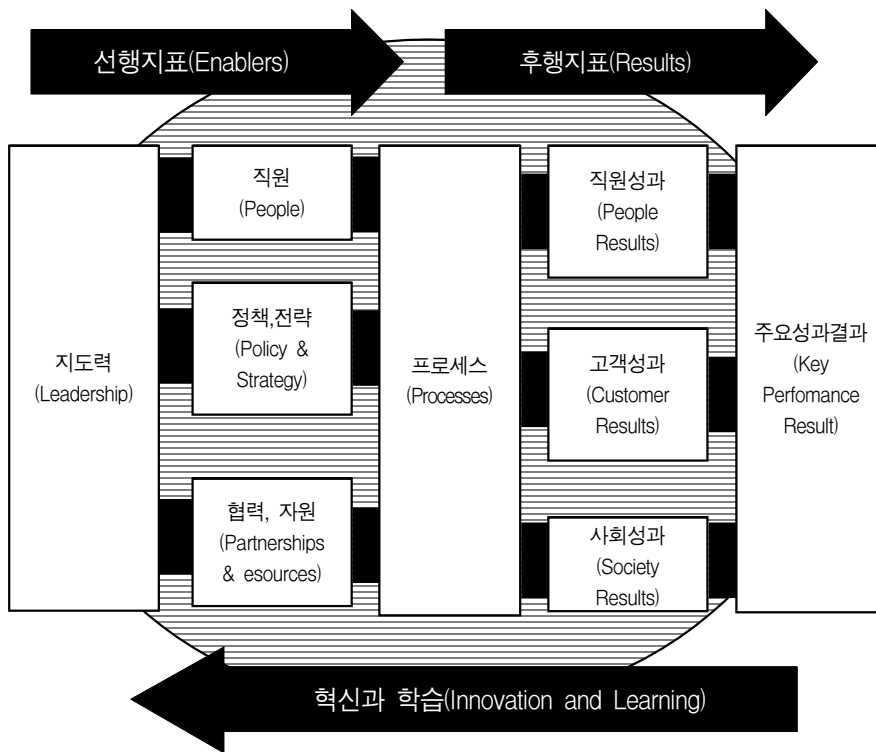 선행지표(Enablers)
후행지표(Results)
지도력
(Leadership)
직원
(People)
정책,전략
(Policy &
Strategy)
협력, 자원
(Partnerships
& esources)
프로세스
(Processes)
직원성과
(People
Results)
고객성과
(Customer
Results)
사회성과
(Society
Results)
주요성과결과
(Key
Perfomance
Result)
혁신과 학습(Innovation and Learning)